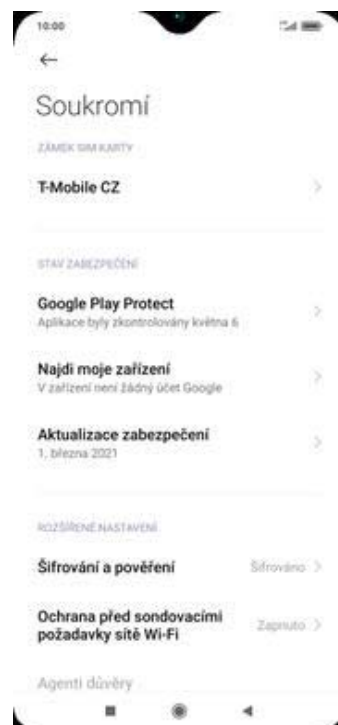 10:00
Soukromí
ZÁMEK SIM KARTY
T-Mobile CZ
STAV ZABEZPEČENÍ
Google Play Protect
Aplikace byly zkontrolovány května 6
Najdi moje zařízení
V zařízení není žádný účet Google
Aktualizace zabezpečení
1. března 2021
ROZŠÍŘENÉ NASTAVENÍ
Šifrování a pověření
Šifrováno
Ochrana před sondovacími
požadavky sítě Wi-Fi
Zapnuto
Agenti důvěry